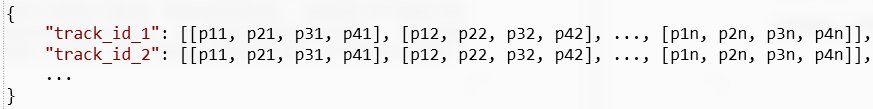 {
    "track_id_1": [[p11, p21, p31, p41], [p12, p22, p32, p42], ..., [p1n, p2n, p3n, p4n]],
    "track_id_2": [[p11, p21, p31, p41], [p12, p22, p32, p42], ..., [p1n, p2n, p3n, p4n]],
    ...
}